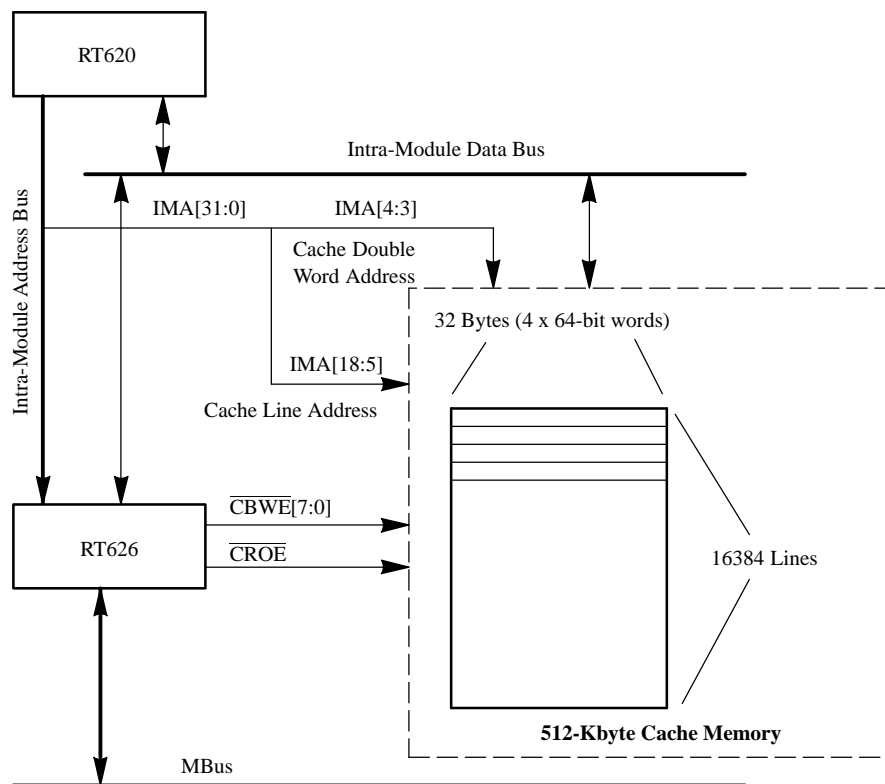 RT620
Intra-Module Data Bus
Intra-Module Address Bus
IMA[31:0]
IMA[4:3]
Cache Double
Word Address
32 Bytes (4 x 64-bit words)
IMA[18:5]
Cache Line Address
CBWE[7:0]
RT626
CROE
16384 Lines
512-Kbyte Cache Memory
MBus